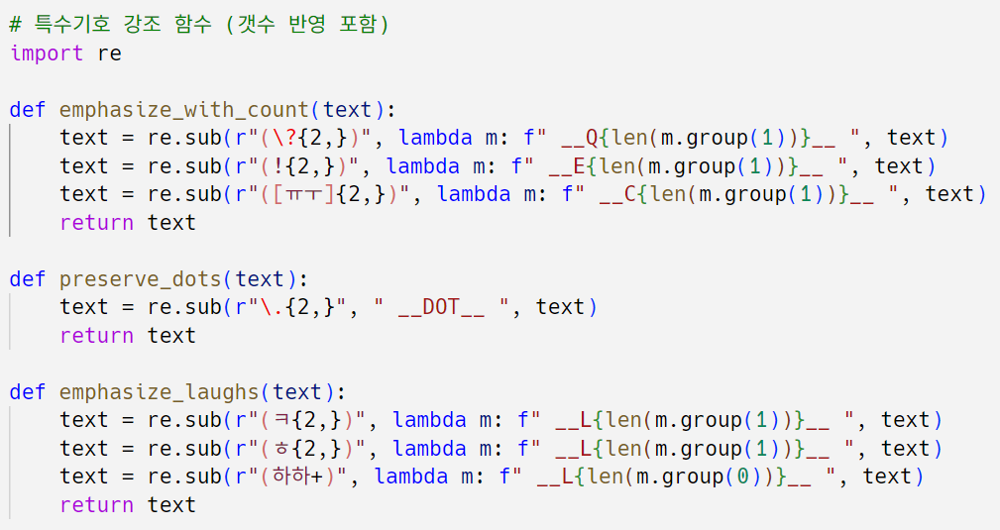 # 특수기호 강조 함수 (갯수 반영 포함)
import re
def emphasize_with_count(text):
    text = re.sub(r"(\?{2,})", lambda m: f" __Q{len(m.group(1))}__ ", text)
    text = re.sub(r"(!{2,})", lambda m: f" __E{len(m.group(1))}__ ", text)
    text = re.sub(r"([ㅠㅜ]{2,})", lambda m: f" __C{len(m.group(1))}__ ", text)
    return text
def preserve_dots(text):
    text = re.sub(r"\.{2,}", " __DOT__ ", text)
    return text
def emphasize_laughs(text):
    text = re.sub(r"(ㅋ{2,})", lambda m: f" __L{len(m.group(1))}__ ", text)
    text = re.sub(r"(ㅎ{2,})", lambda m: f" __L{len(m.group(1))}__ ", text)
    text = re.sub(r"(하하+)", lambda m: f" __L{len(m.group(0))}__ ", text)
    return text